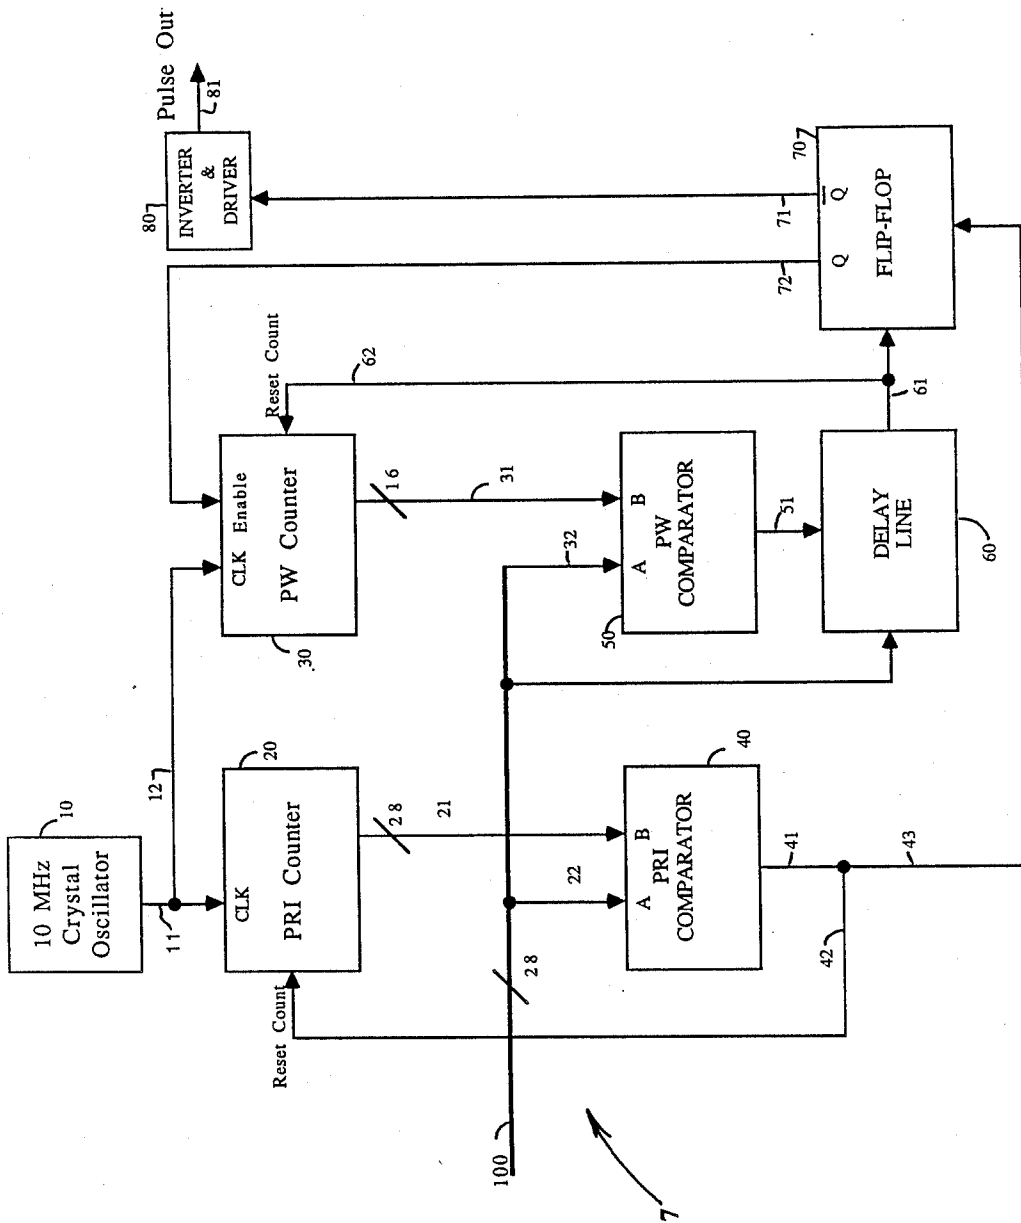 Pulse Out
81
80
INVERTER
&
DRIVER
70
FLIP-FLOP
Q
Q
71
72
62
61
Reset Count
CLK Enable
PW Counter
30
16
31
32
A B
PW
COMPARATOR
50
51
DELAY
LINE
60
10
10 MHz
Crystal
Oscillator
11
12
20
CLK
PRI Counter
Reset Count
28
21
22
28
40
A B
PRI
COMPARATOR
41
42
43
100
7